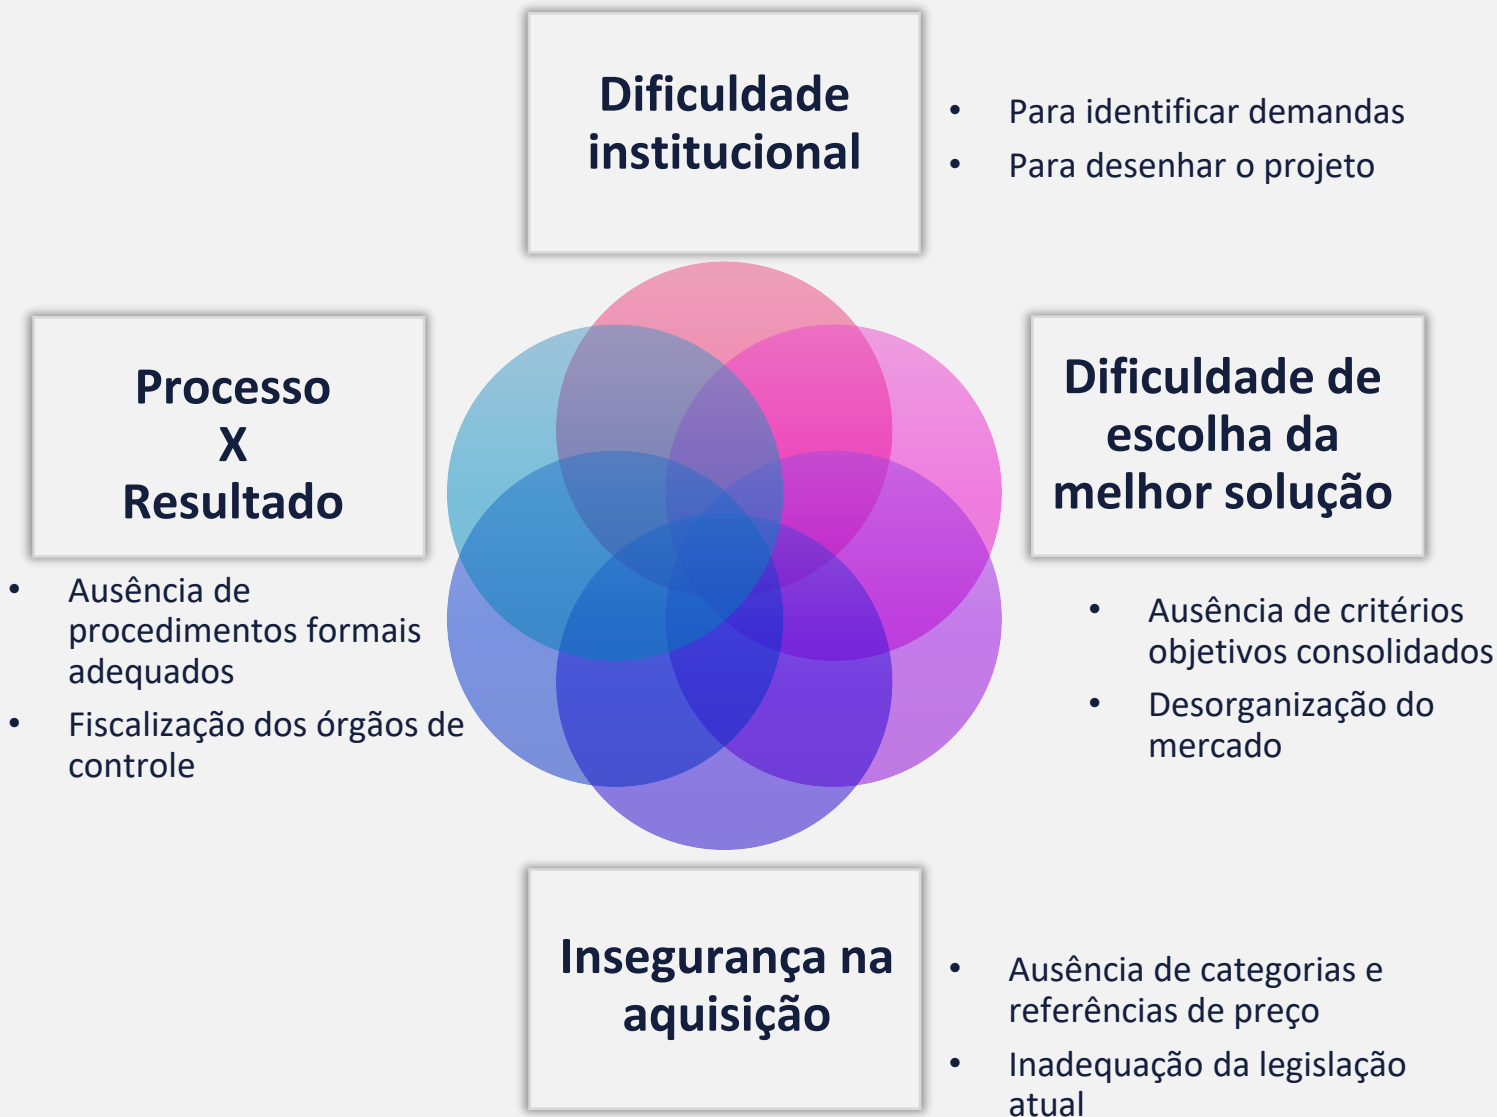 Dificuldade
institucional
• Para identificar demandas
• Para desenhar o projeto
Processo
X
Resultado
• Ausência de
procedimentos formais
adequados
• Fiscalização dos órgãos de
controle
Dificuldade de
escolha da
melhor solução
• Ausência de critérios
objetivos consolidados
• Desorganização do
mercado
Insegurança na
aquisição
• Ausência de categorias e
referências de preço
• Inadequação da legislação
atual